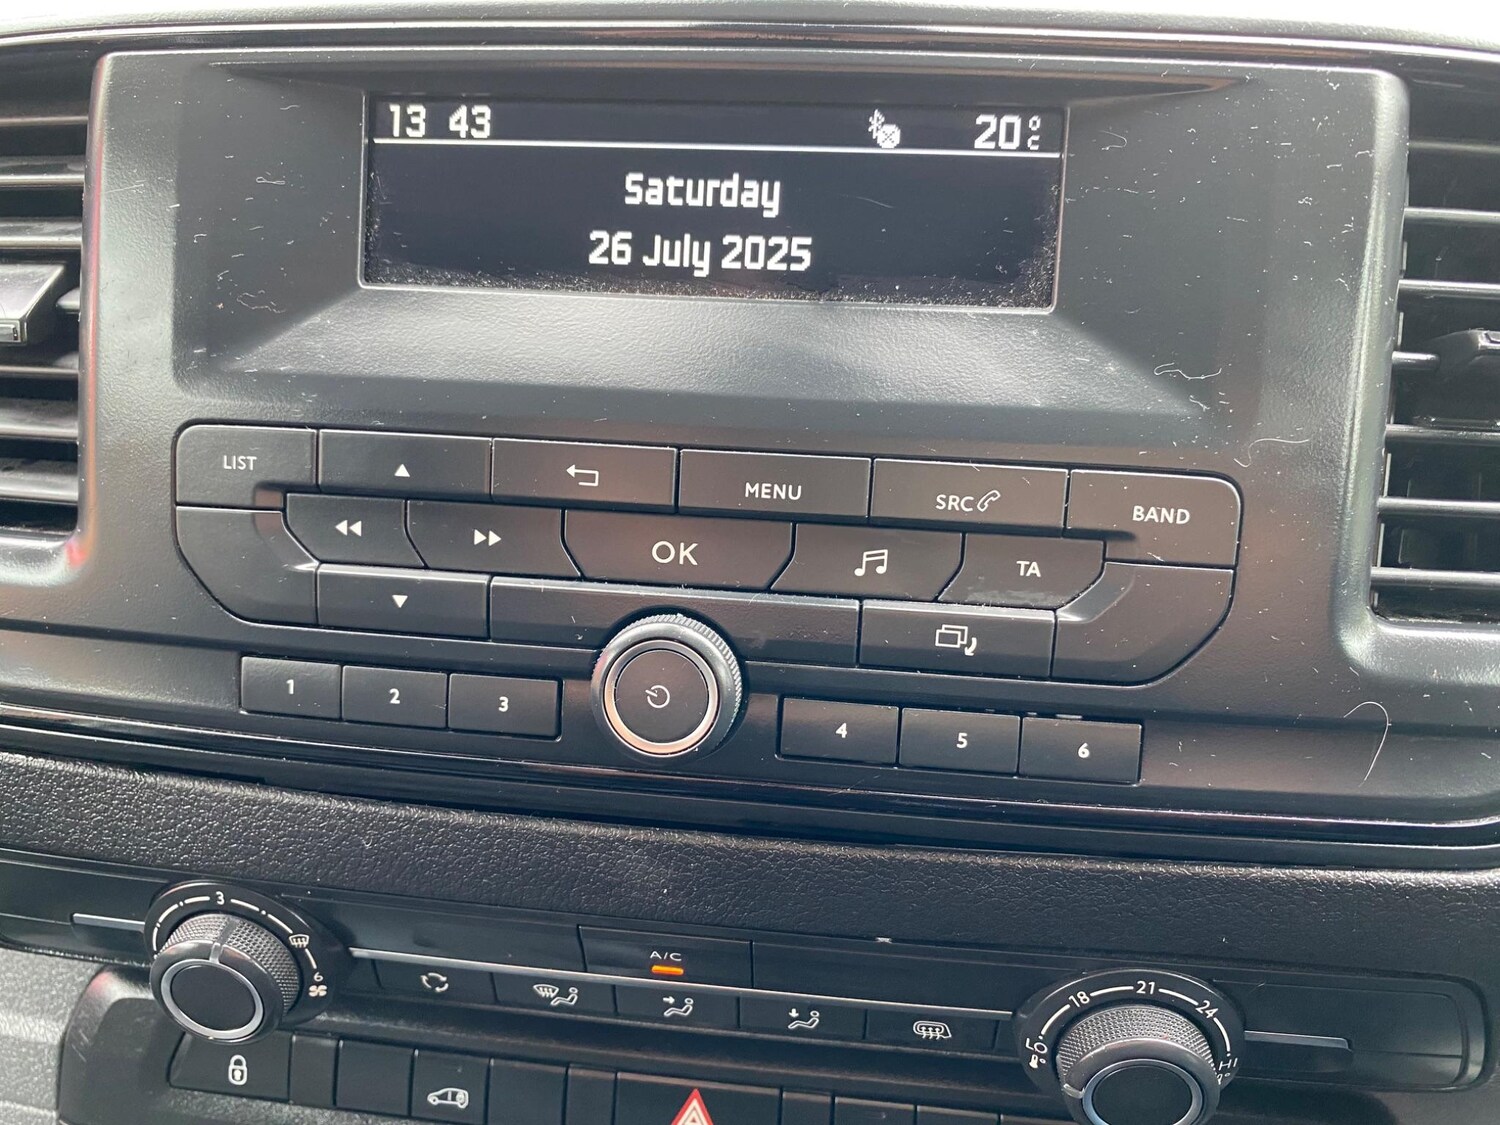 13 43 20°C
Saturday
26 July 2025
LIST
MENU
SRC
BAND
OK
TA
1
2
3
4
5
6
3
6
A/C
LO
18
21
24
HI